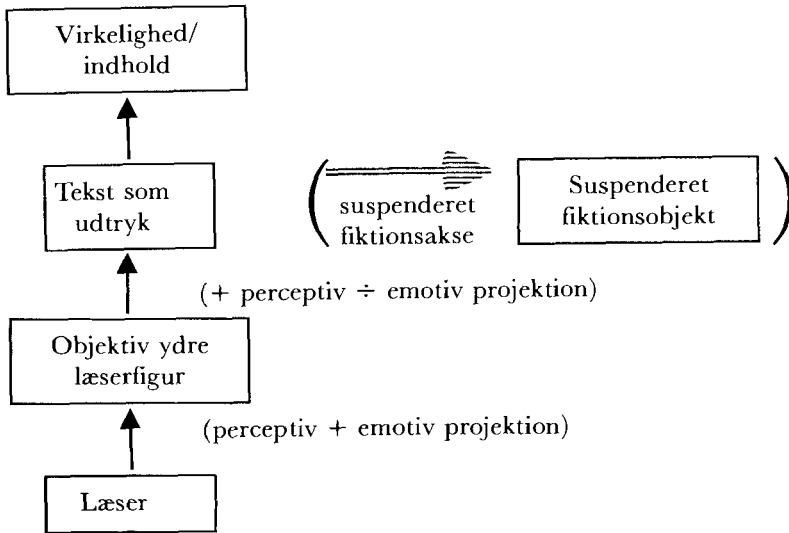 Virkelighed/
indhold
Tekst som
udtryk
suspenderet
fiktionsakse
Suspenderet
fiktionsobjekt
(+ perceptiv ÷ emotiv projektion)
Objektiv ydre
læserfigur
(perceptiv + emotiv projektion)
Læser